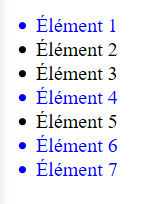 • Élément 1
• Élément 2
• Élément 3
• Élément 4
• Élément 5
• Élément 6
• Élément 7